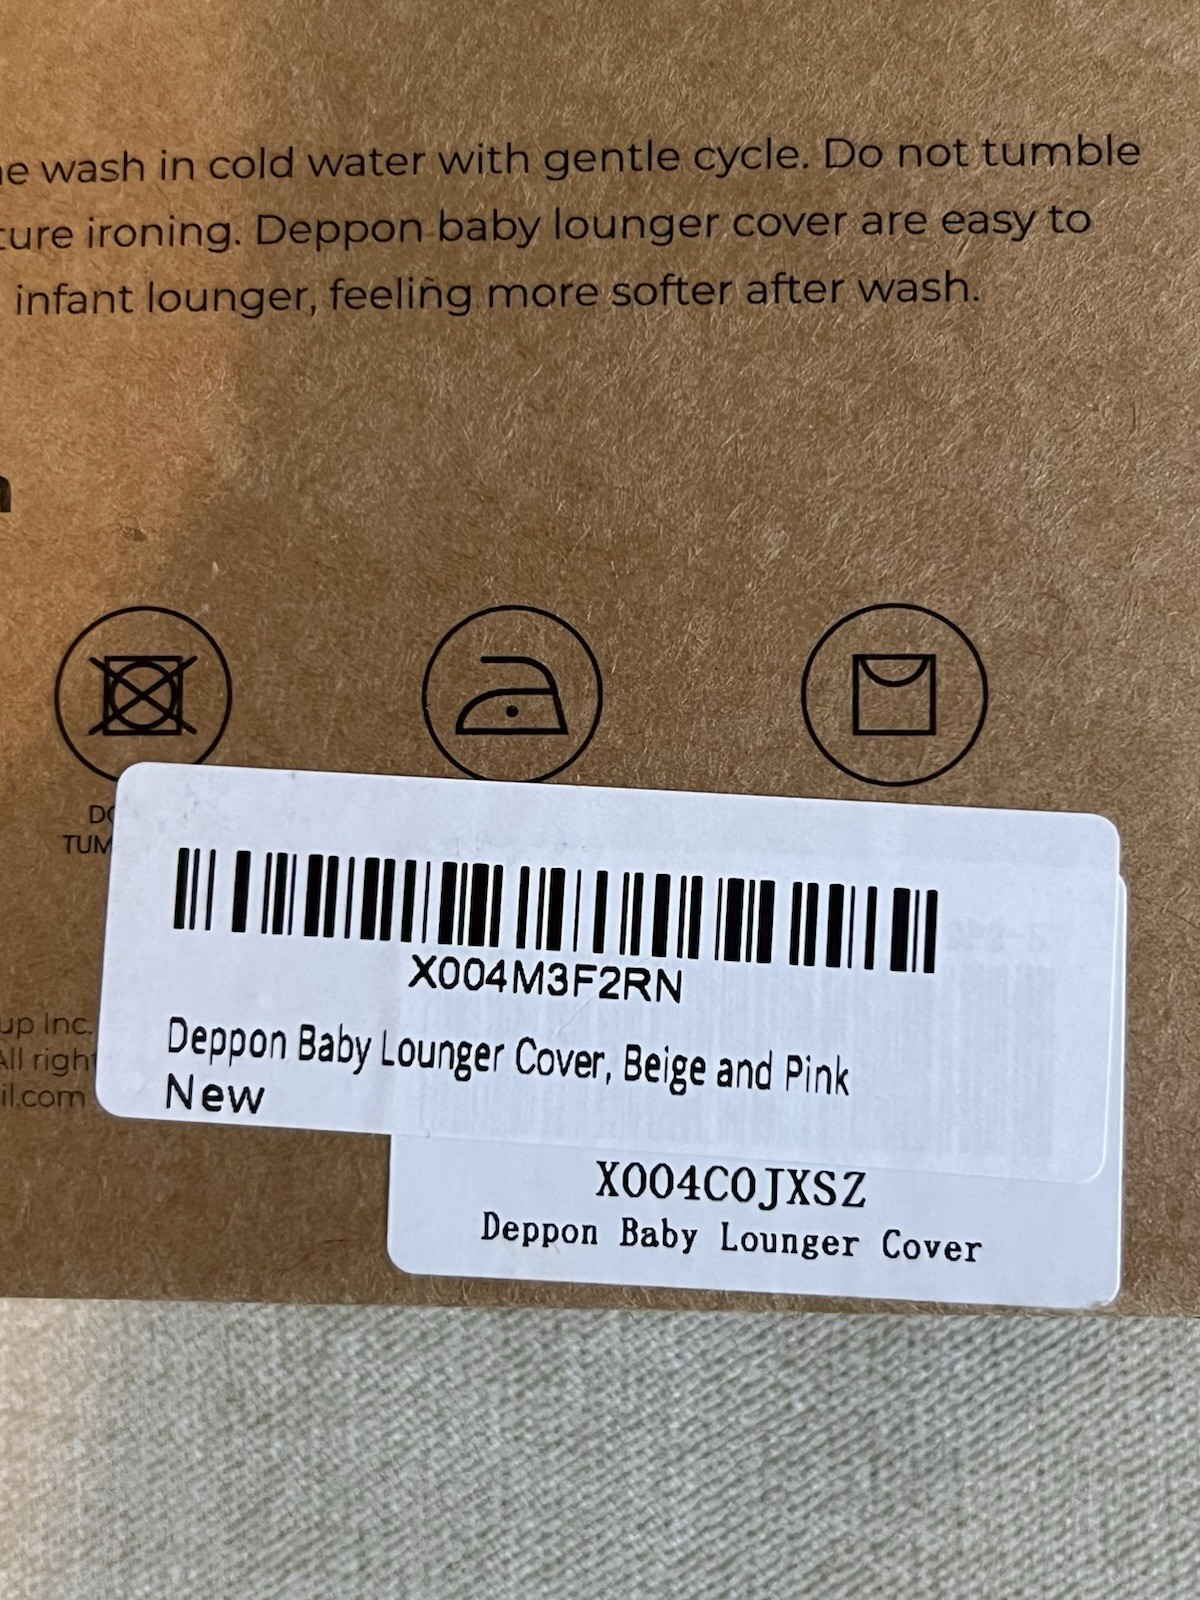 wash in cold water with gentle cycle. Do not tumble
ironing. Deppon baby lounger cover are easy to
infant lounger, feeling more softer after wash.
X004M3F2RN
Deppon Baby Lounger Cover, Beige and Pink
New
Inc.
All
X004C0JXSZ
Deppon Baby Lounger Cover